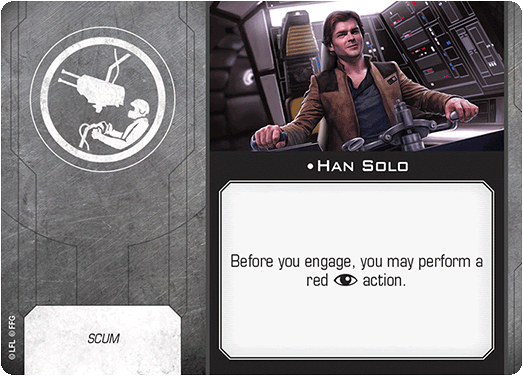 • HAN SOLO
Before you engage, you may perform a
red action.
SCUM
© LFL © FFG